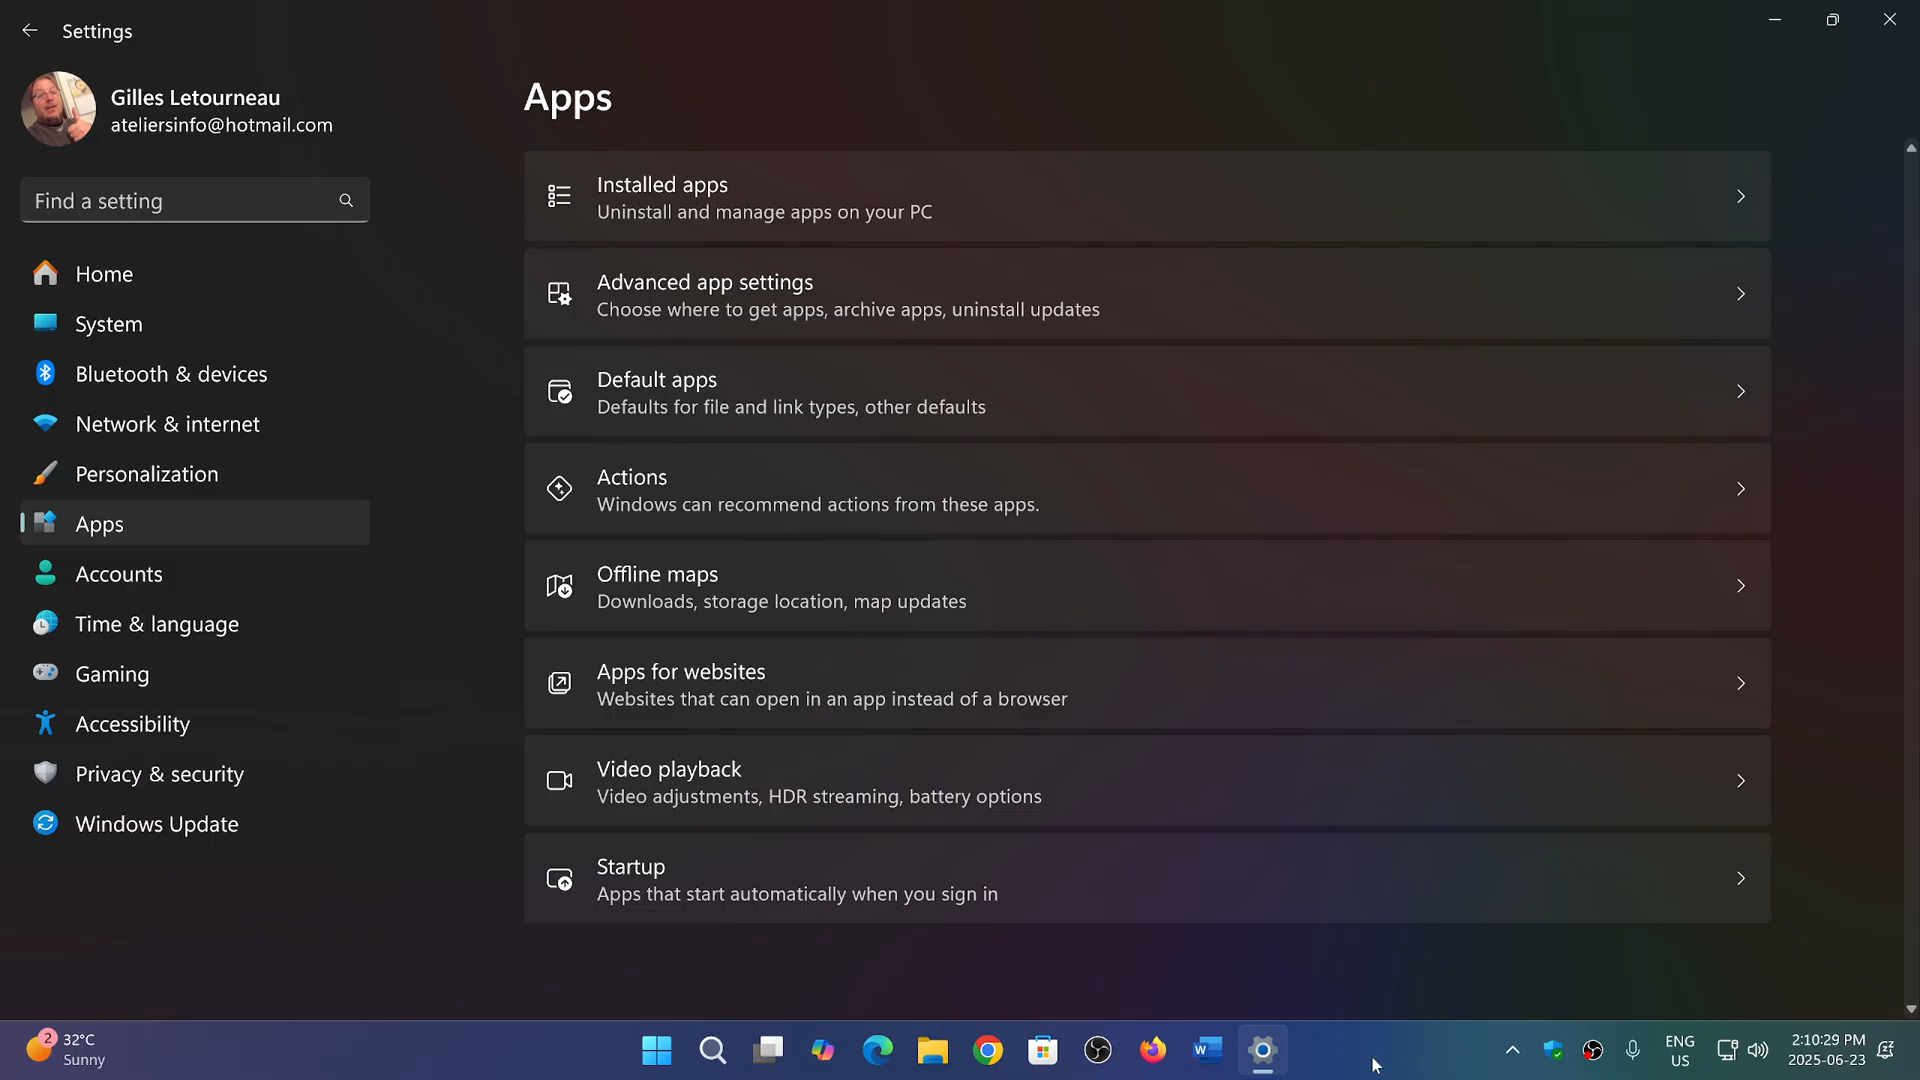 Settings
Gilles Letourneau
ateliersinfo@hotmail.com
Find a setting
Home
System
Bluetooth & devices
Network & internet
Personalization
Apps
Accounts
Time & language
Gaming
Accessibility
Privacy & security
Windows Update
Apps
Installed apps
Uninstall and manage apps on your PC
Advanced app settings
Choose where to get apps, archive apps, uninstall updates
Default apps
Defaults for file and link types, other defaults
Actions
Windows can recommend actions from these apps.
Offline maps
Downloads, storage location, map updates
Apps for websites
Websites that can open in an app instead of a browser
Video playback
Video adjustments, HDR streaming, battery options
Startup
Apps that start automatically when you sign in
2
32°C
Sunny
W
ENG
US
2:10:29 PM
2025-06-23